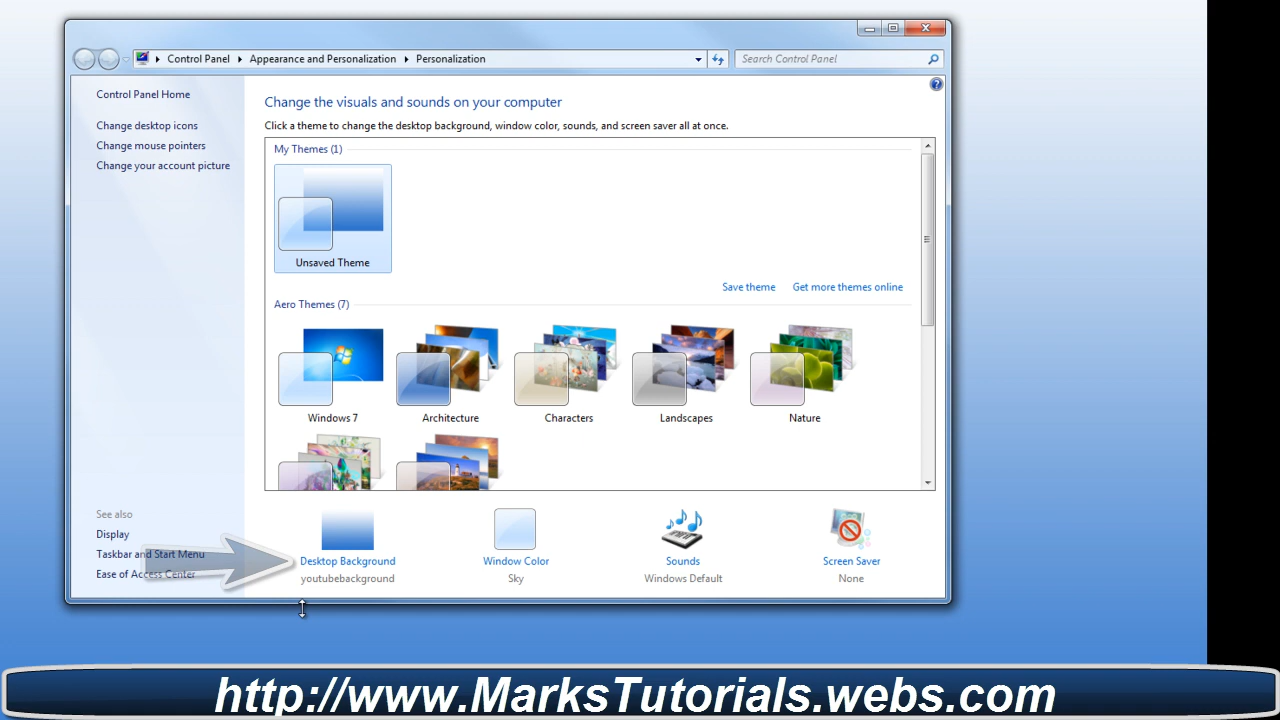 Control Panel Appearance and Personalization Personalization
Search Control Panel
Control Panel Home
Change desktop icons
Change mouse pointers
Change your account picture
See also
Display
Taskbar and Start Menu
Ease of Access Center
Change the visuals and sounds on your computer
Click a theme to change the desktop background, window color, sounds, and screen saver all at once.
My Themes (1)
Unsaved Theme
Save theme Get more themes online
Aero Themes (7)
Windows 7 Architecture Characters Landscapes Nature
Desktop Background Window Color Sounds Screen Saver
youtubebackground Sky Windows Default None
http://www.MarksTutorials.webs.com